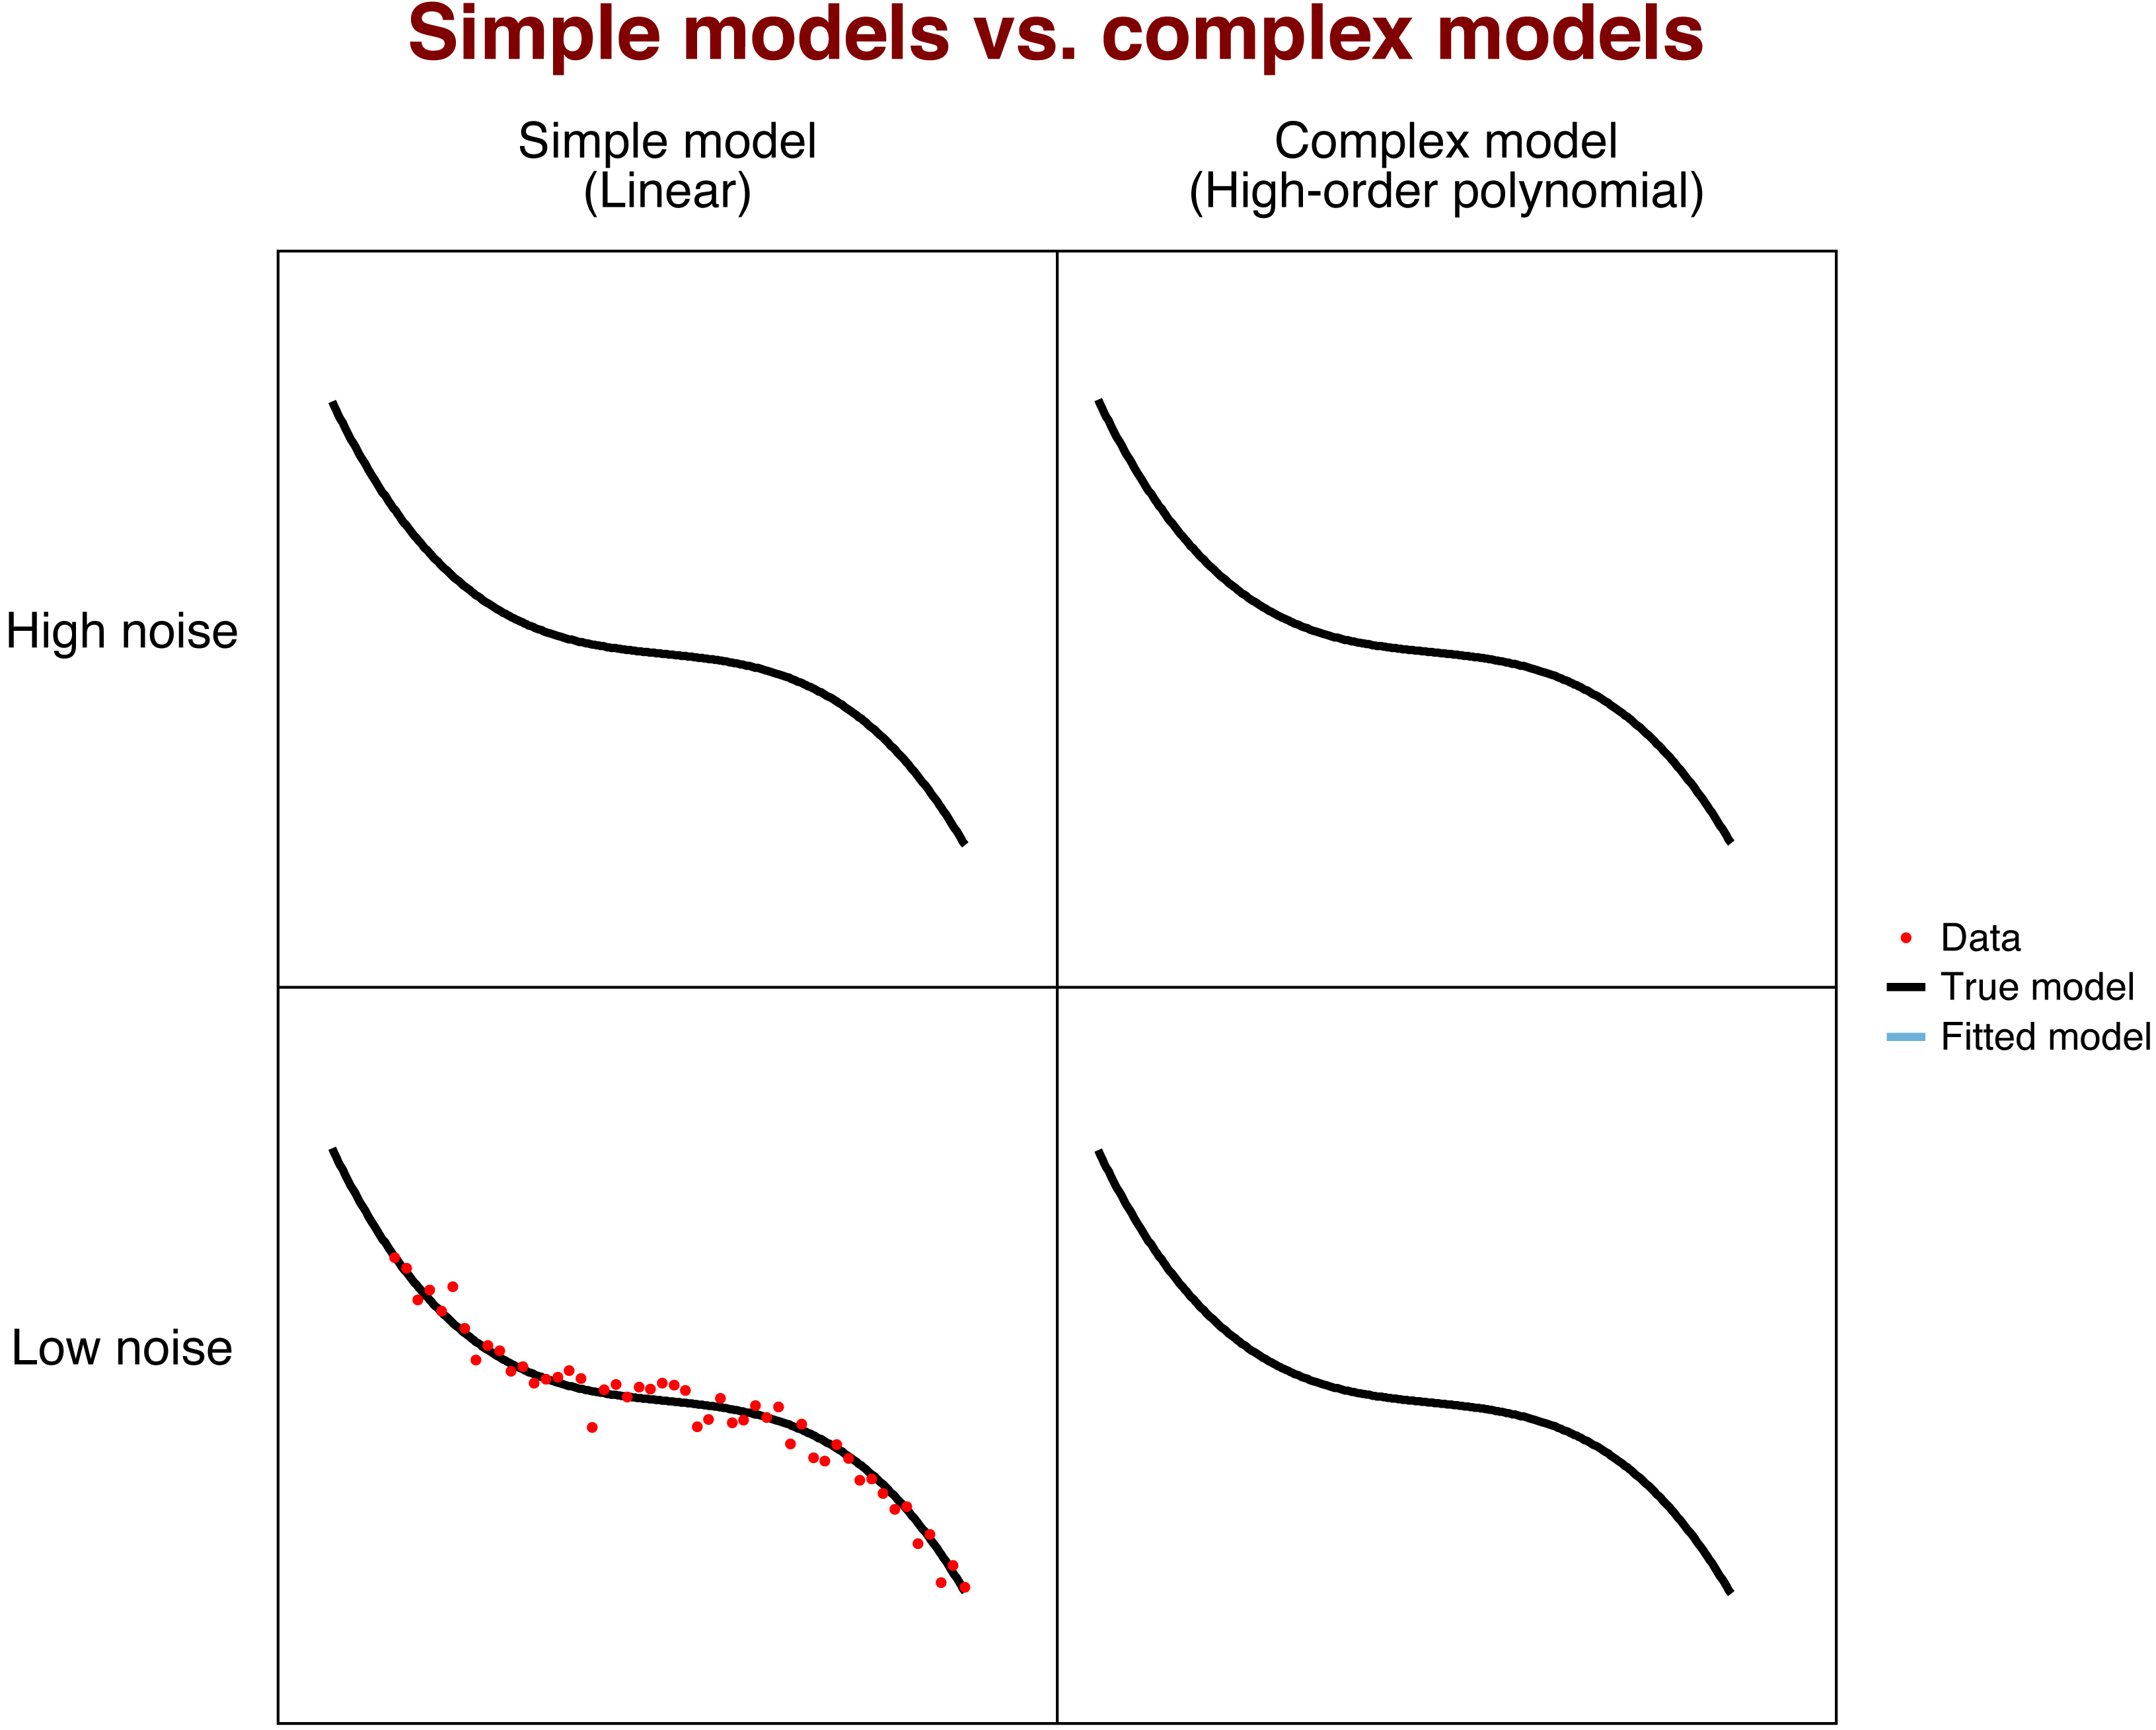 Simple models vs. complex models
Simple model
(Linear)
Complex model
(High-order polynomial)
High noise
Low noise
Data
True model
Fitted model